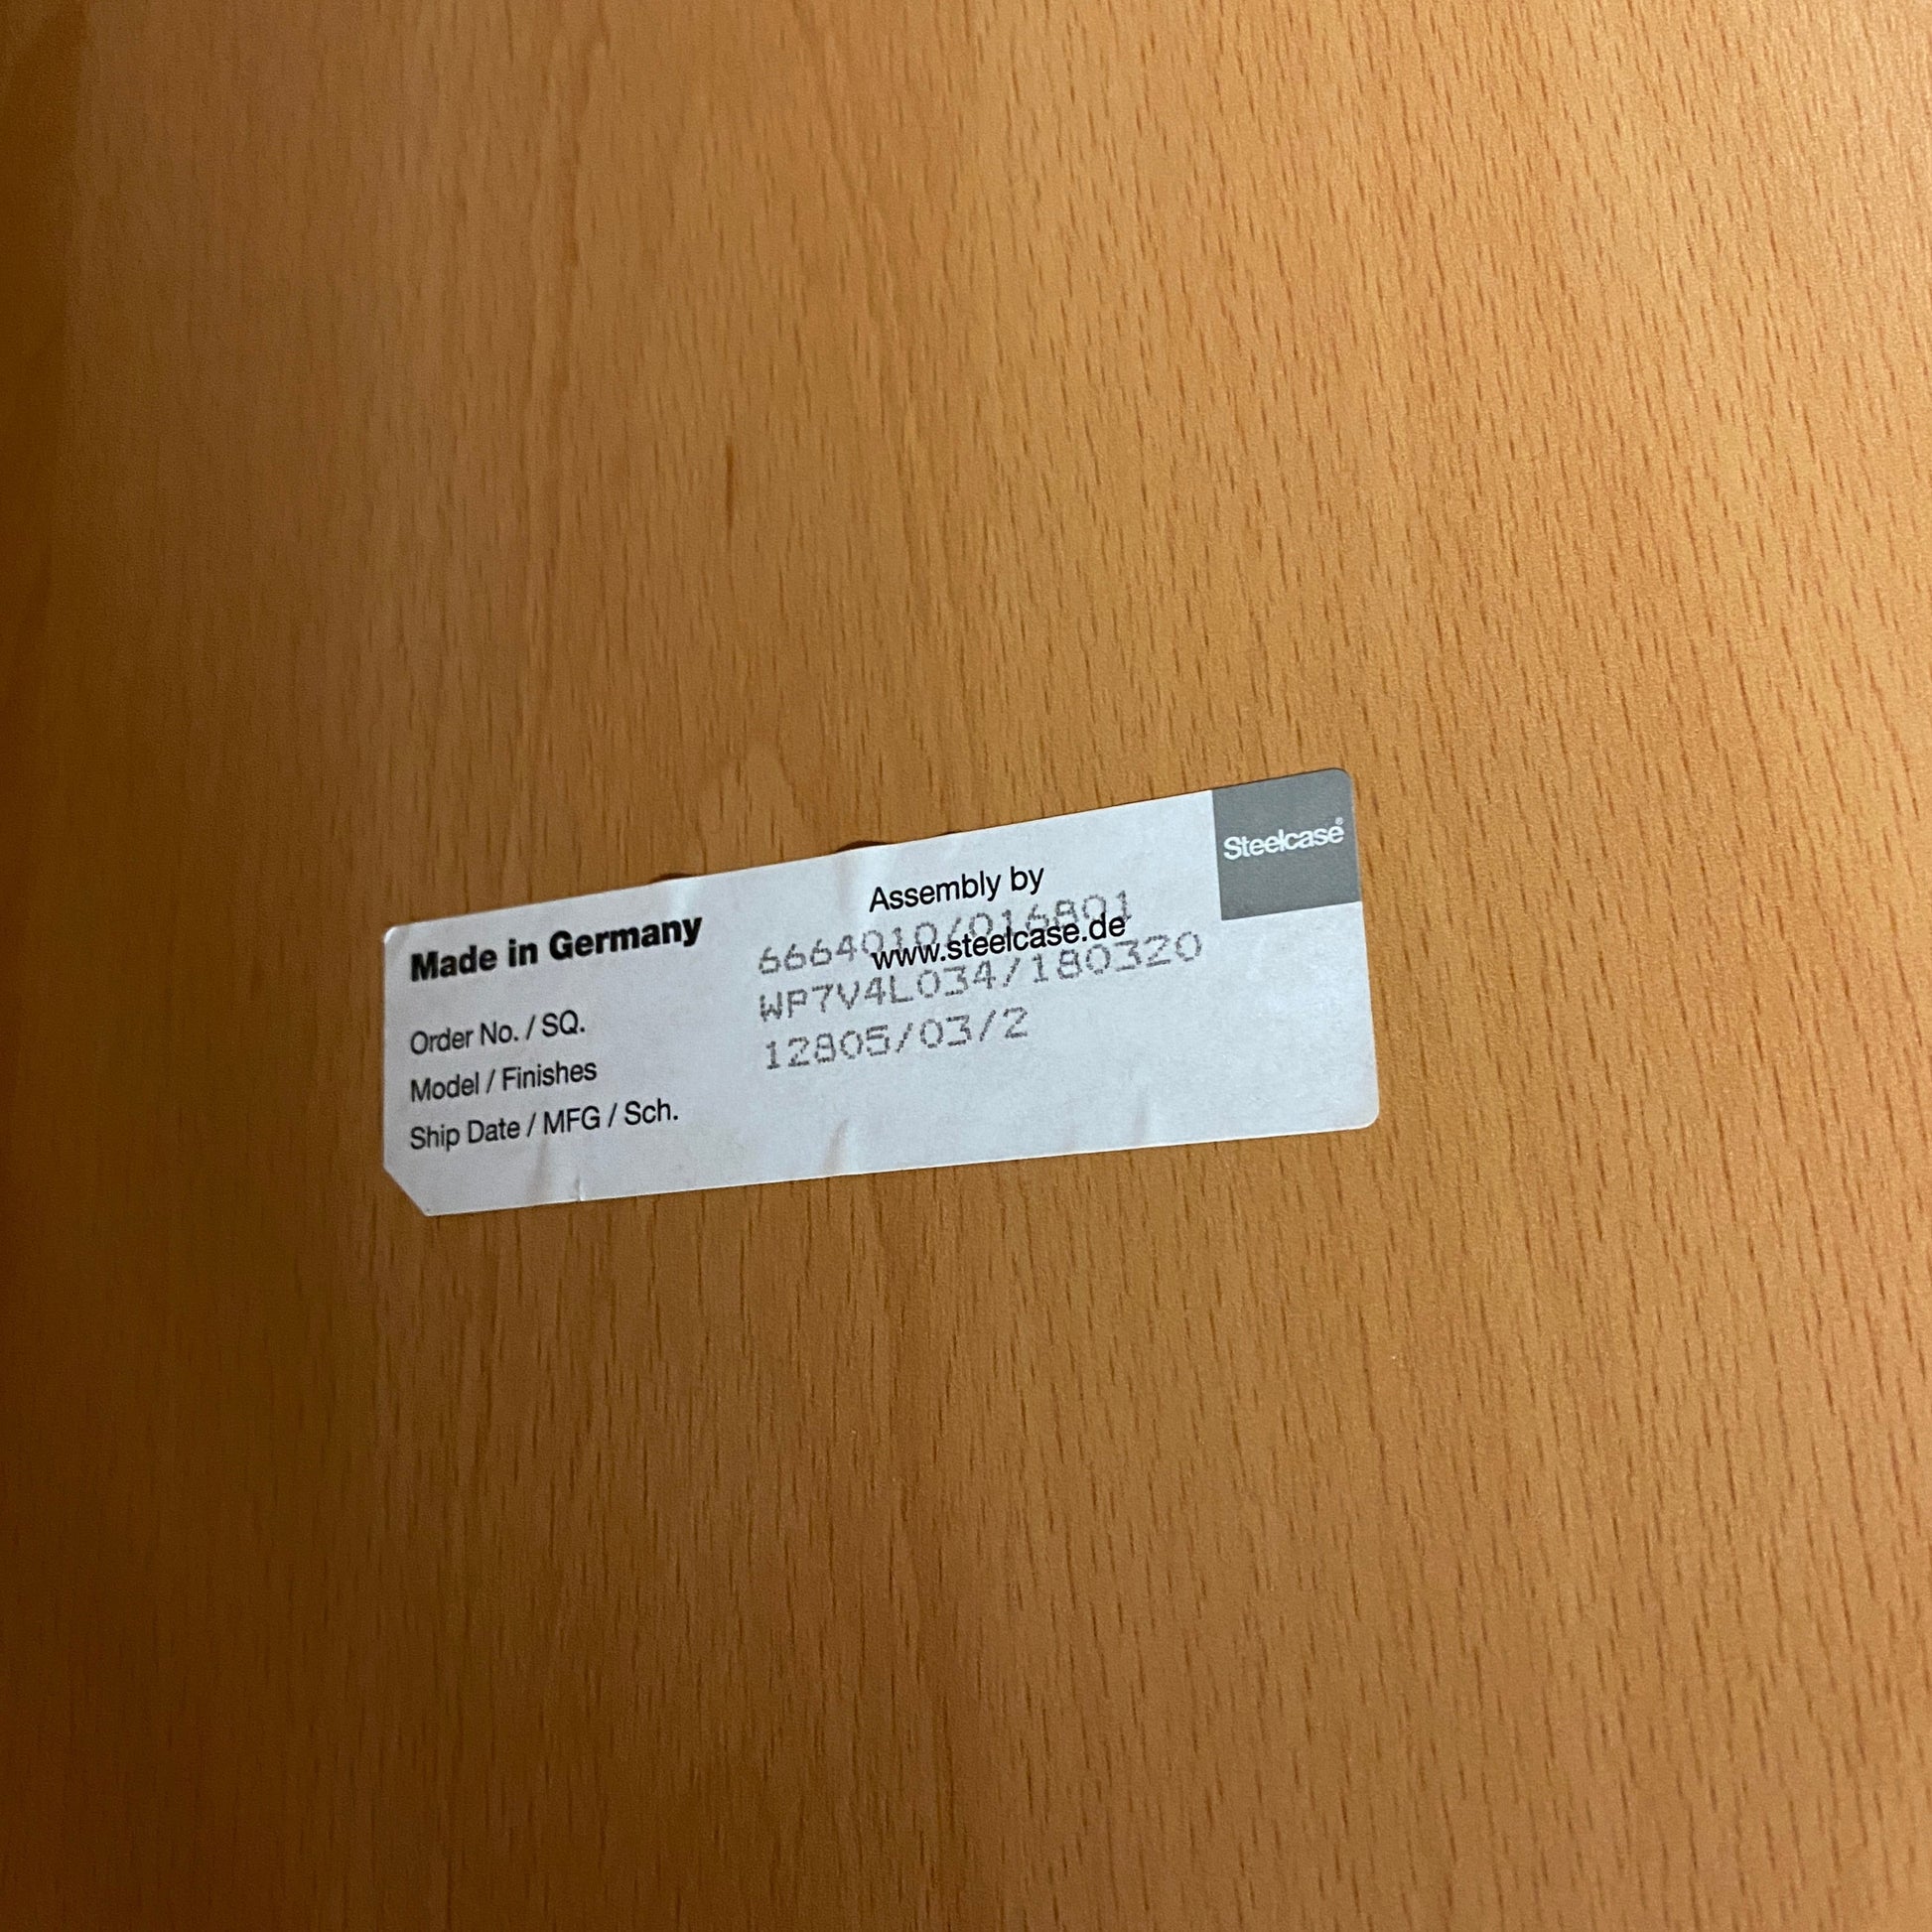 Steelcase®
Assembly by
www.steelcase.de
Made in Germany
6664010/016801
WP7V4L034/180320
12805/03/2
Order No. / SQ.
Model / Finishes
Ship Date / MFG / Sch.